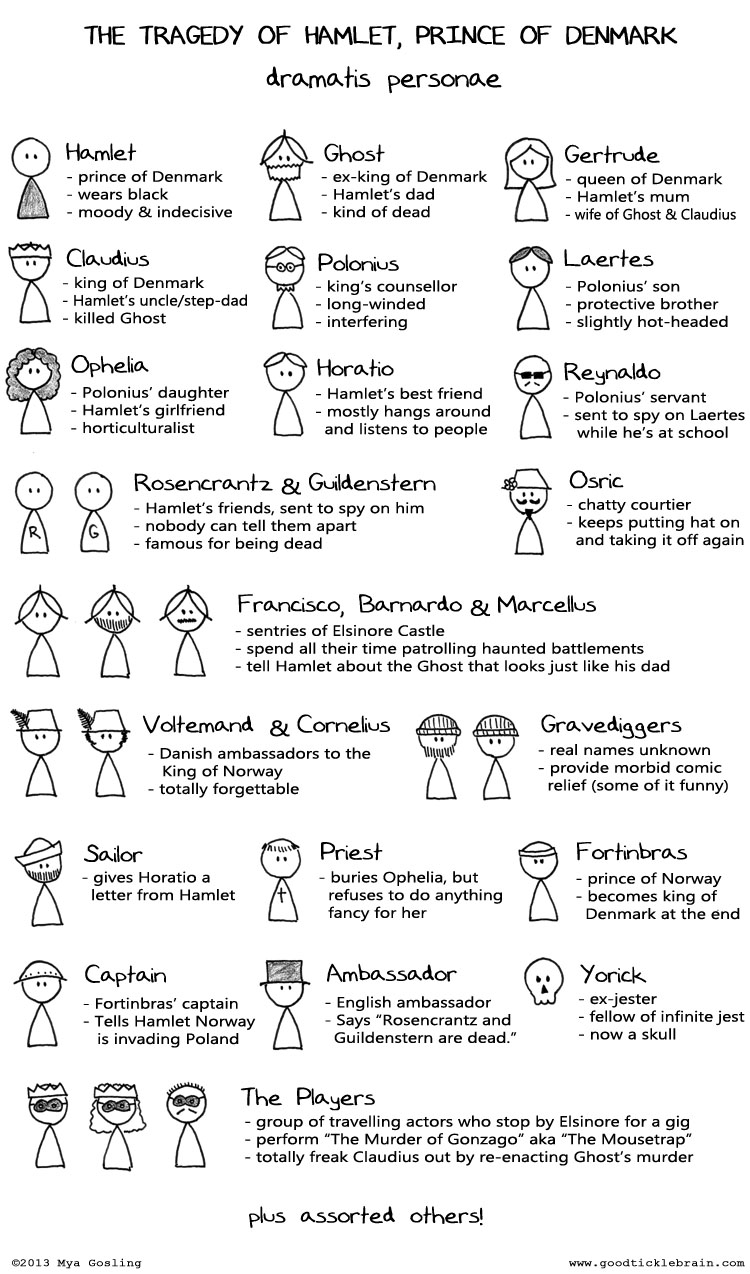 THE TRAGEDY OF HAMLET, PRINCE OF DENMARK
dramatis personae
Hamlet
- prince of Denmark
- wears black
- moody & indecisive
Ghost
- ex-king of Denmark
- Hamlet's dad
- kind of dead
Gertrude
- queen of Denmark
- Hamlet's mum
- wife of Ghost & Claudius
Claudius
- king of Denmark
- Hamlet's uncle/step-dad
- killed Ghost
Polonius
- king's counsellor
- long-winded
- interfering
Laertes
- Polonius' son
- protective brother
- slightly hot-headed
Ophelia
- Polonius' daughter
- Hamlet's girlfriend
- horticulturalist
Horatio
- Hamlet's best friend
- mostly hangs around
and listens to people
Reynaldo
- Polonius' servant
- sent to spy on Laertes
while he's at school
R
G
Rosencrantz & Guildenstern
- Hamlet's friends, sent to spy on him
- nobody can tell them apart
- famous for being dead
Osric
- chatty courtier
- keeps putting hat on
and taking it off again
Francisco, Barnardo & Marcellus
- sentries of Elsinore Castle
- spend all their time patrolling haunted battlements
- tell Hamlet about the Ghost that looks just like his dad
Voltemand & Cornelius
- Danish ambassadors to the
King of Norway
- totally forgettable
Gravediggers
- real names unknown
- provide morbid comic
relief (some of it funny)
Sailor
- gives Horatio a
letter from Hamlet
Priest
- buries Ophelia, but
refuses to do anything
fancy for her
Fortinbras
- prince of Norway
- becomes king of
Denmark at the end
Captain
- Fortinbras' captain
- Tells Hamlet Norway
is invading Poland
Ambassador
- English ambassador
- Says "Rosencrantz and
Guildenstern are dead."
Yorick
- ex-jester
- fellow of infinite jest
- now a skull
The Players
- group of travelling actors who stop by Elsinore for a gig
- perform "The Murder of Gonzago" aka "The Mousetrap"
- totally freak Claudius out by re-enacting Ghost's murder
plus assorted others!
©2013 Mya Gosling
www.goodticklebrain.com